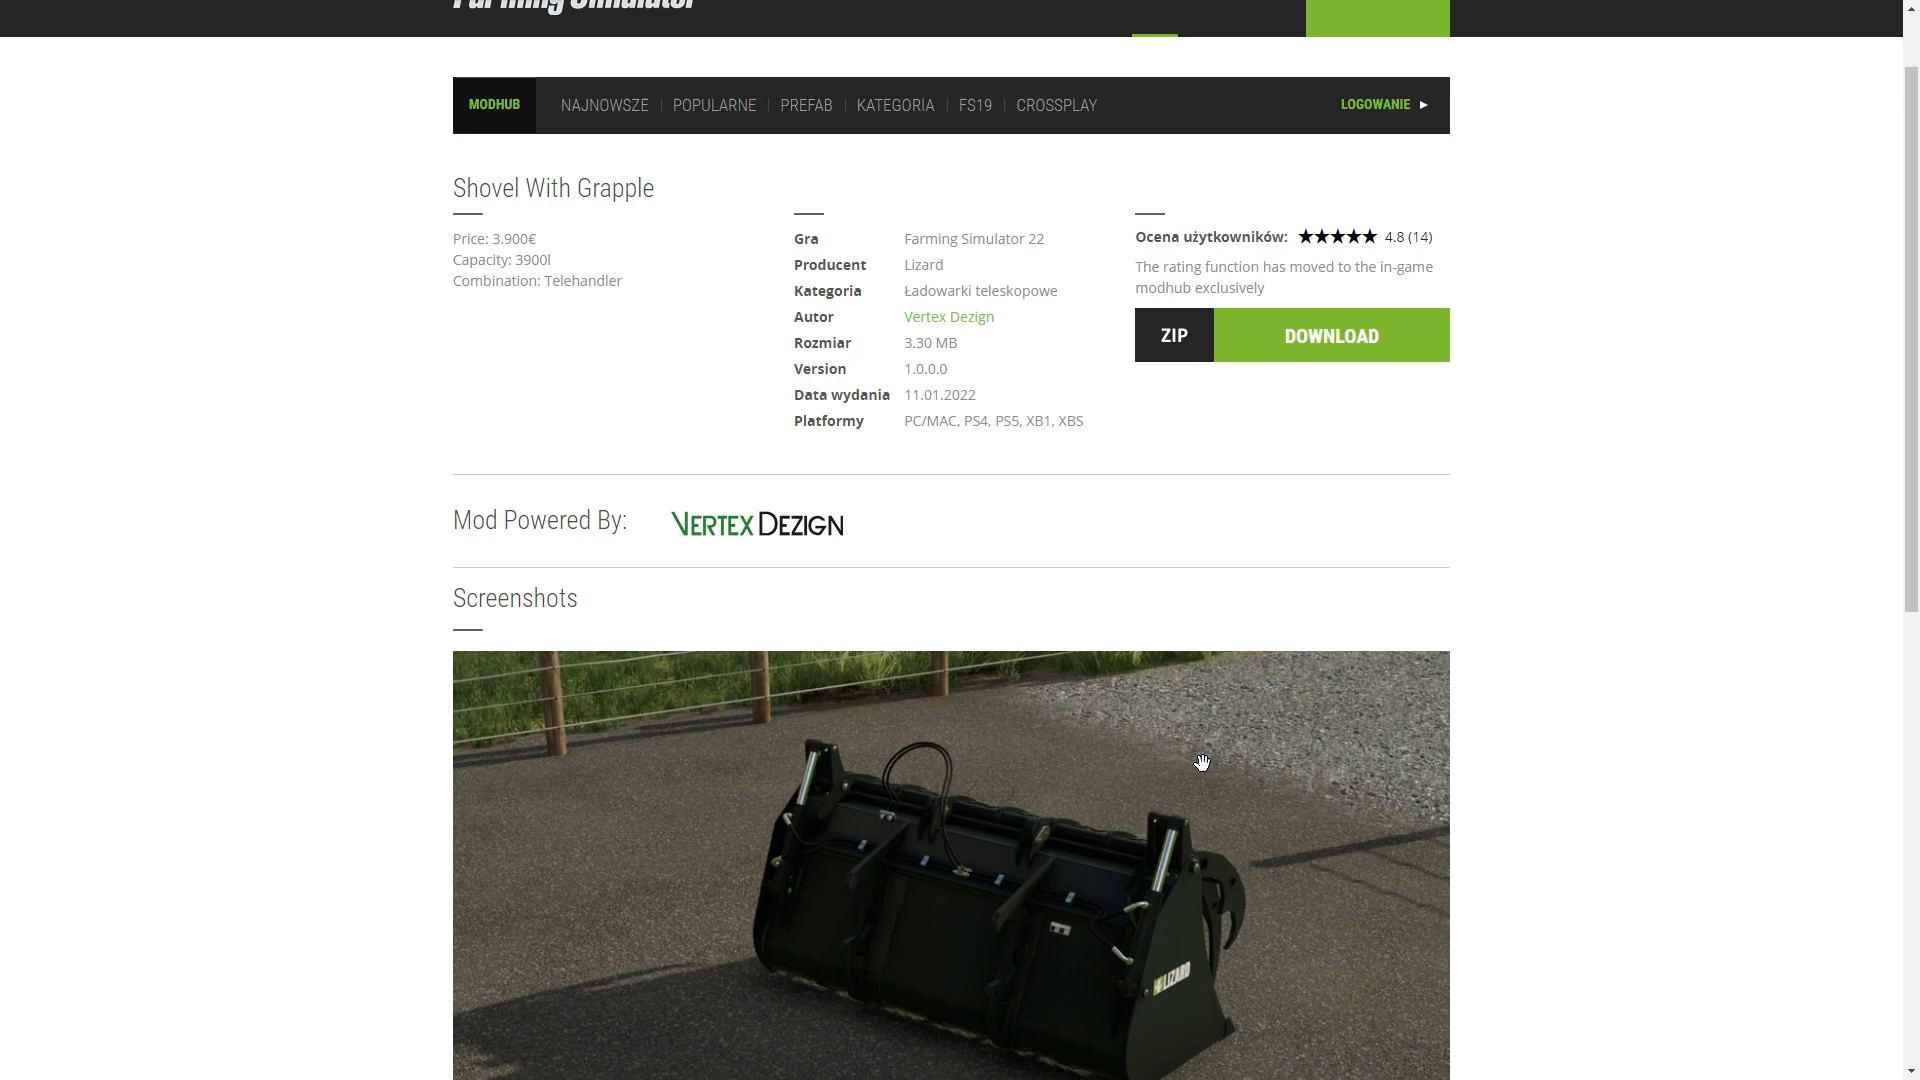 Farming Simulator
MODHUB NAJNOWSZE POPULARNE PREFAB KATEGORIA FS19 CROSSPLAY LOGOWANIE
Shovel With Grapple
Price: 3.900€
Capacity: 3900l
Combination: Telehandler
Gra Farming Simulator 22
Producent Lizard
Kategoria Ładowarki teleskopowe
Autor Vertex Dezign
Rozmiar 3.30 MB
Version 1.0.0.0
Data wydania 11.01.2022
Platformy PC/MAC, PS4, PS5, XB1, XBS
Ocena użytkowników: 4.8 (14)
The rating function has moved to the in-game
modhub exclusively
ZIP DOWNLOAD
Mod Powered By: VERTEX DEZIGN
Screenshots
LIZARD